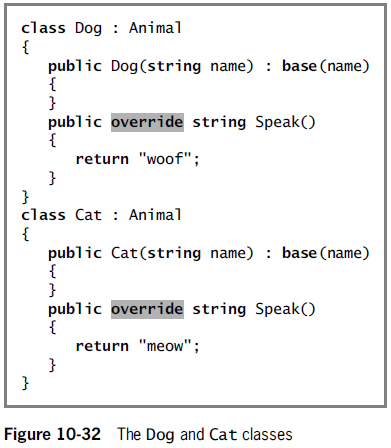 class Dog : Animal
{
public Dog(string name) : base(name)
{
}
public override string Speak()
{
return "woof";
}
}
class Cat : Animal
{
public Cat(string name) : base(name)
{
}
public override string Speak()
{
return "meow";
}
}
Figure 10-32 The Dog and Cat classes